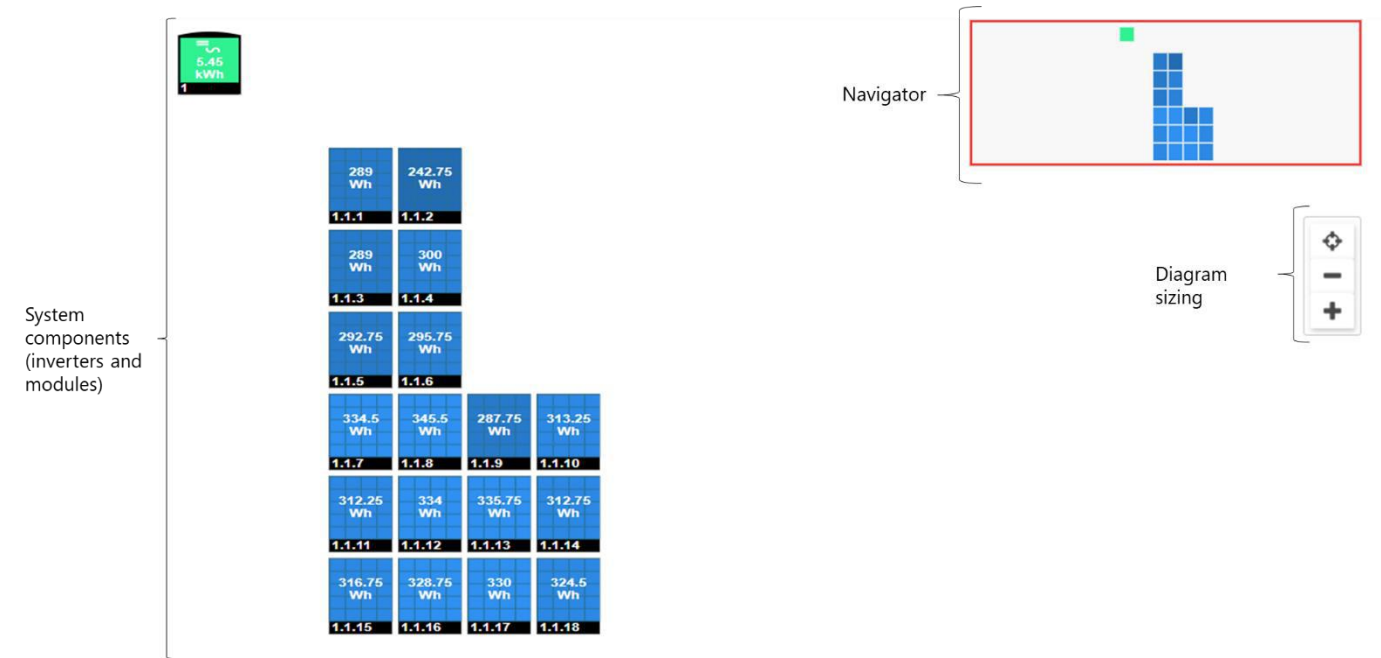 5.45
kWh
1
Navigator
289
Wh
1.1.1
242.75
Wh
1.1.2
289
Wh
1.1.3
300
Wh
1.1.4
Diagram
sizing
System
components
(inverters and
modules)
292.75
Wh
1.1.5
295.75
Wh
1.1.6
334.5
Wh
1.1.7
345.5
Wh
1.1.8
287.75
Wh
1.1.9
313.25
Wh
1.1.10
312.25
Wh
1.1.11
334
Wh
1.1.12
335.75
Wh
1.1.13
312.75
Wh
1.1.14
316.75
Wh
1.1.15
328.75
Wh
1.1.16
330
Wh
1.1.17
324.5
Wh
1.1.18